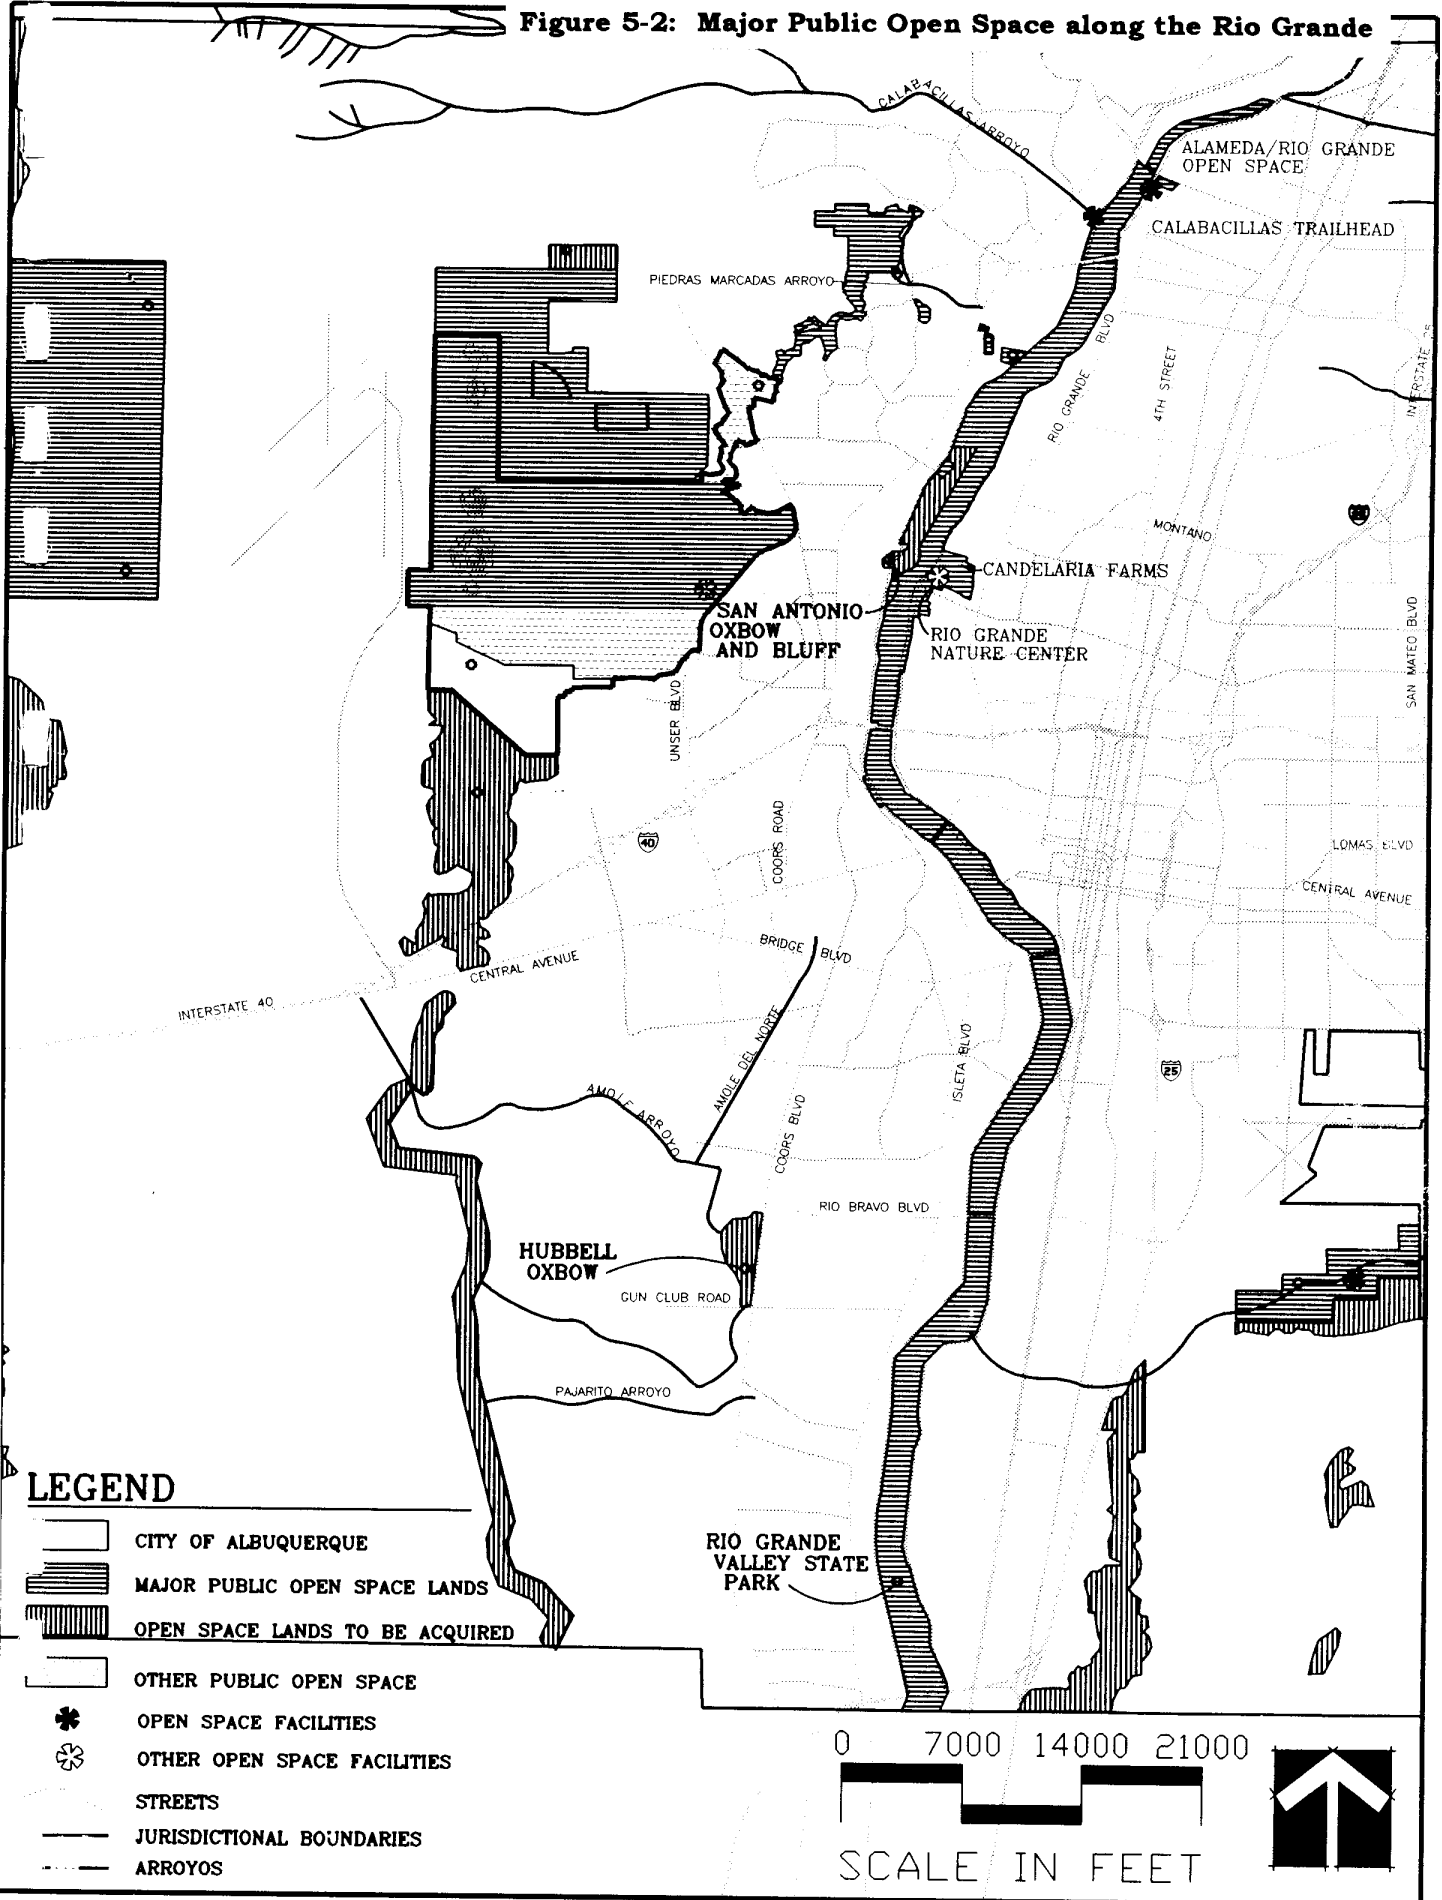 Figure 5-2: Major Public Open Space along the Rio Grande
CALABACILLAS ARROYO
ALAMEDA/RIO GRANDE
OPEN SPACE
CALABACILLAS TRAILHEAD
PIEDRAS MARCADAS ARROYO
RIO GRANDE BLVD
4TH STREET
INTERSTATE 25
MONTANO
CANDELARIA FARMS
SAN ANTONIO
OXBOW
AND BLUFF
RIO GRANDE
NATURE CENTER
SAN MATEO BLVD
UNSER BLVD
COORS ROAD
40
LOMAS BLVD
CENTRAL AVENUE
BRIDGE BLVD
CENTRAL AVENUE
INTERSTATE 40
AMOLE DEL NORTE
ISLETA BLVD
25
AMOLE ARROYO
COORS BLVD
RIO BRAVO BLVD
HUBBELL
OXBOW
GUN CLUB ROAD
PAJARITO ARROYO
RIO GRANDE
VALLEY STATE
PARK
LEGEND
CITY OF ALBUQUERQUE
MAJOR PUBLIC OPEN SPACE LANDS
OPEN SPACE LANDS TO BE ACQUIRED
OTHER PUBLIC OPEN SPACE
OPEN SPACE FACILITIES
OTHER OPEN SPACE FACILITIES
STREETS
JURISDICTIONAL BOUNDARIES
ARROYOS
0 7000 14000 21000
SCALE IN FEET